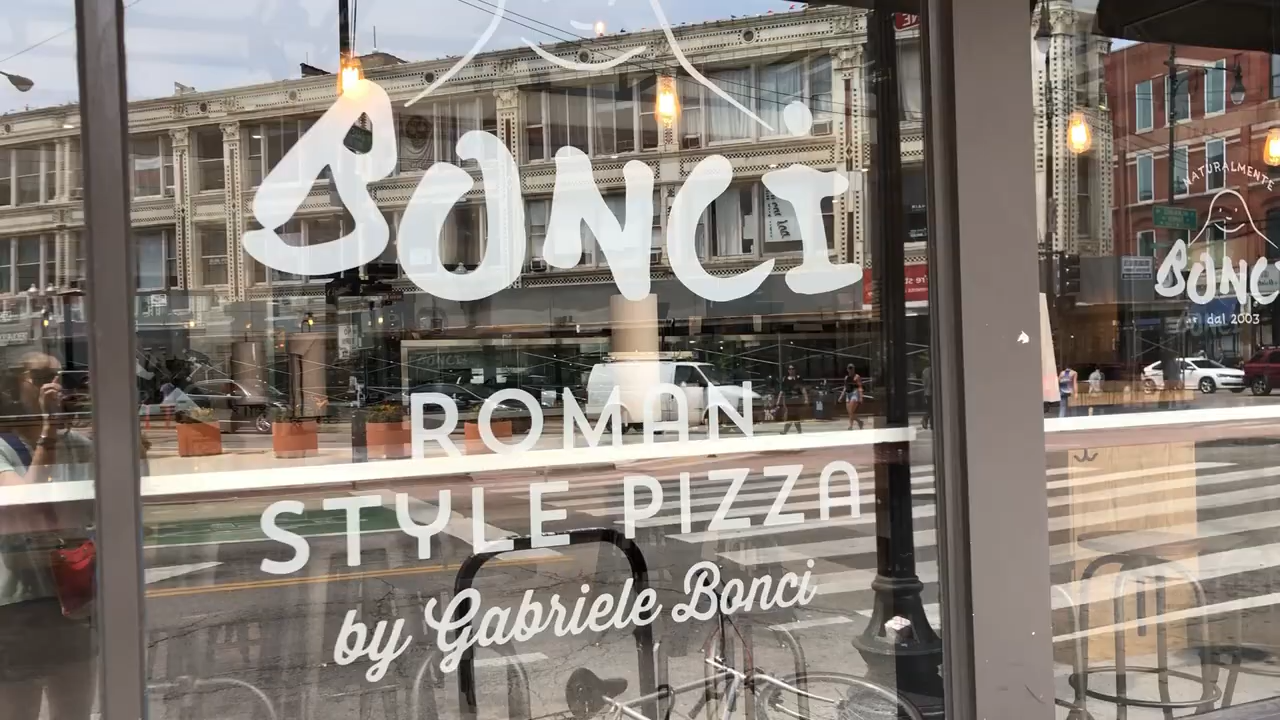 BONCI
ROMAN
STYLE PIZZA
by Gabriele Bonci
NATURALMENTE
BONCI
dal 2003